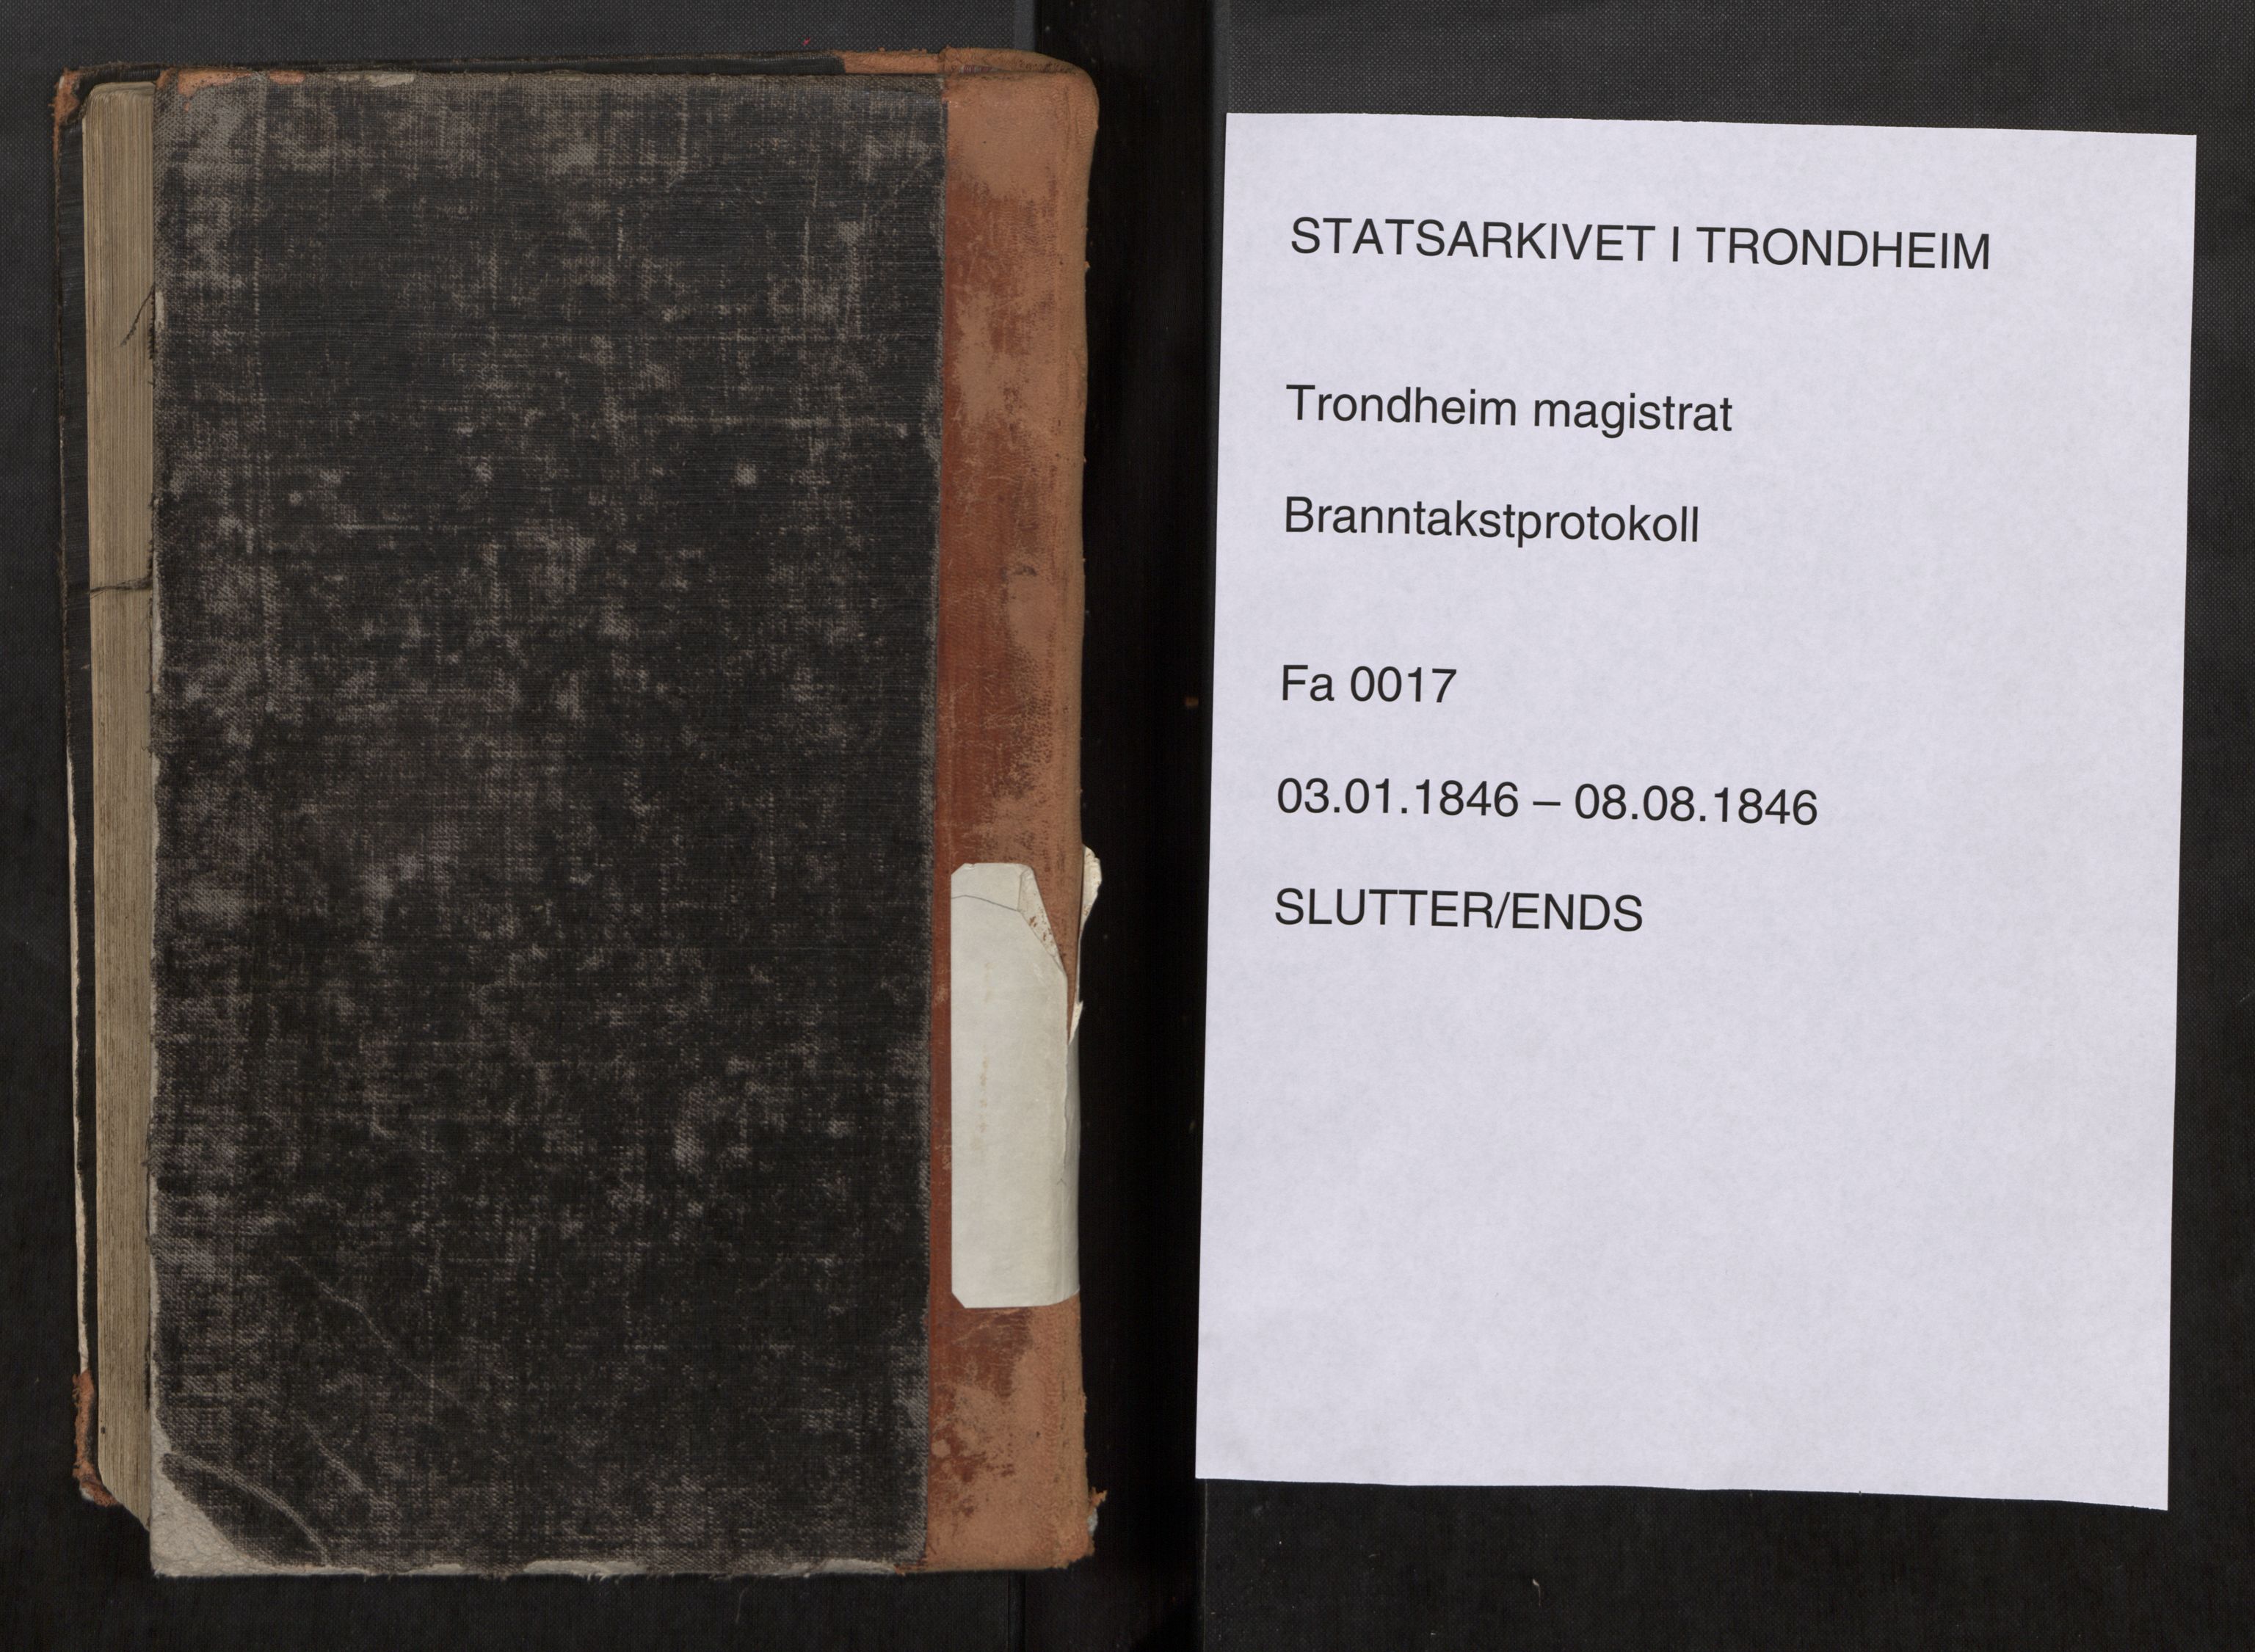 STATSARKIVET I TRONDHEIM
Trondheim magistrat
Branntakstprotokoll
Fa 0017
03.01.1846 – 08.08.1846
SLUTTER/ENDS